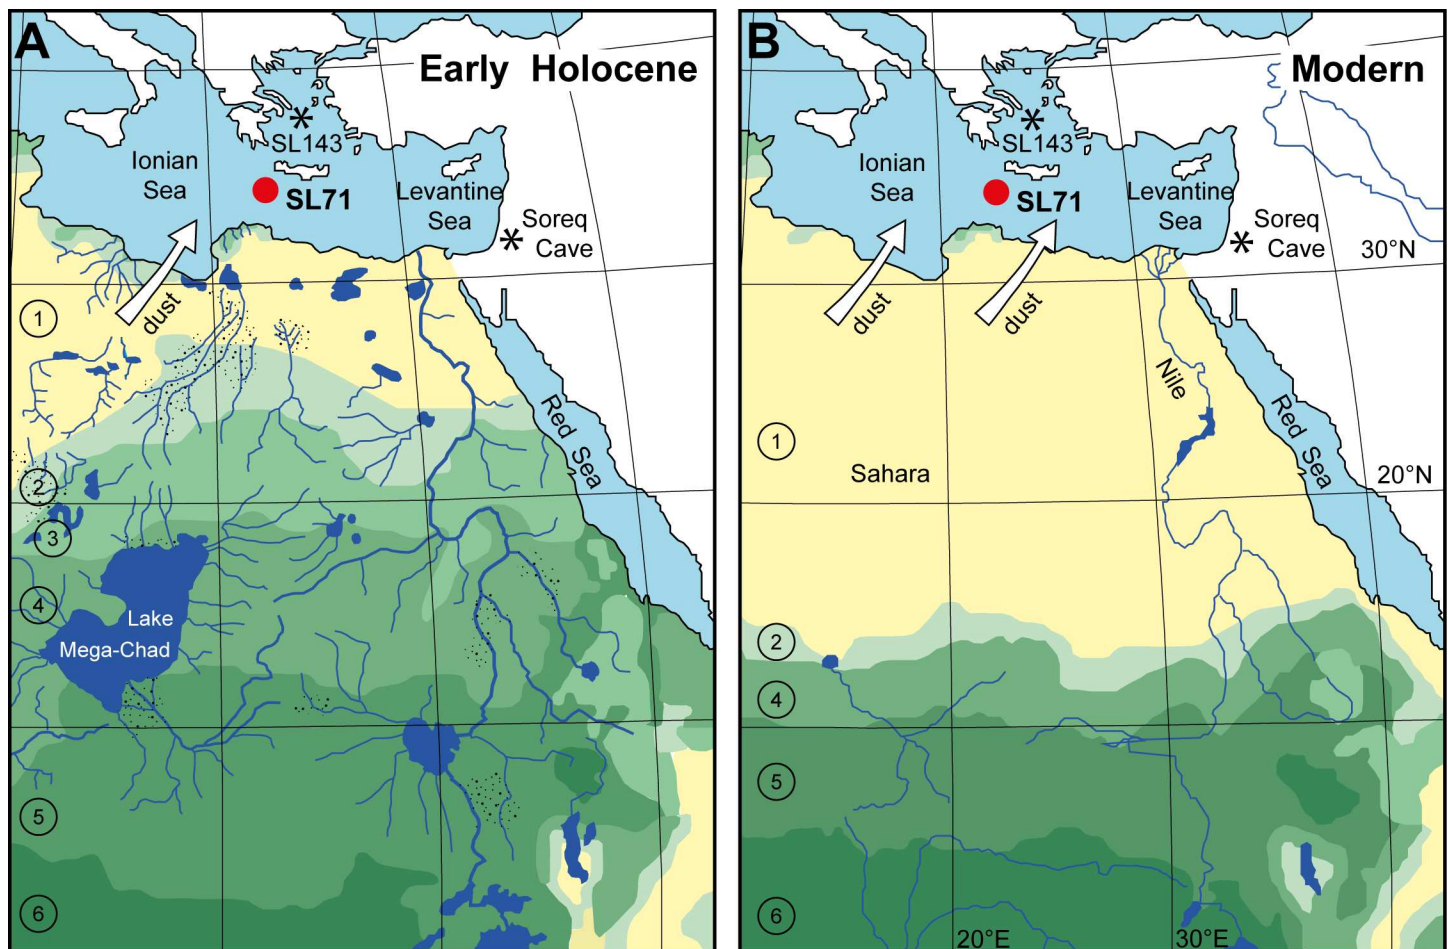 A
Early Holocene
*
SL143
Ionian
Sea
SL71
Levantine
Sea
*
Soreq
Cave
dust
1
2
3
4
5
6
Red Sea
Lake
Mega-Chad
B
Modern
*
SL143
Ionian
Sea
SL71
Levantine
Sea
*
Soreq
Cave
30°N
dust
dust
Nile
Red Sea
1
Sahara
20°N
2
4
5
6
20°E
30°E